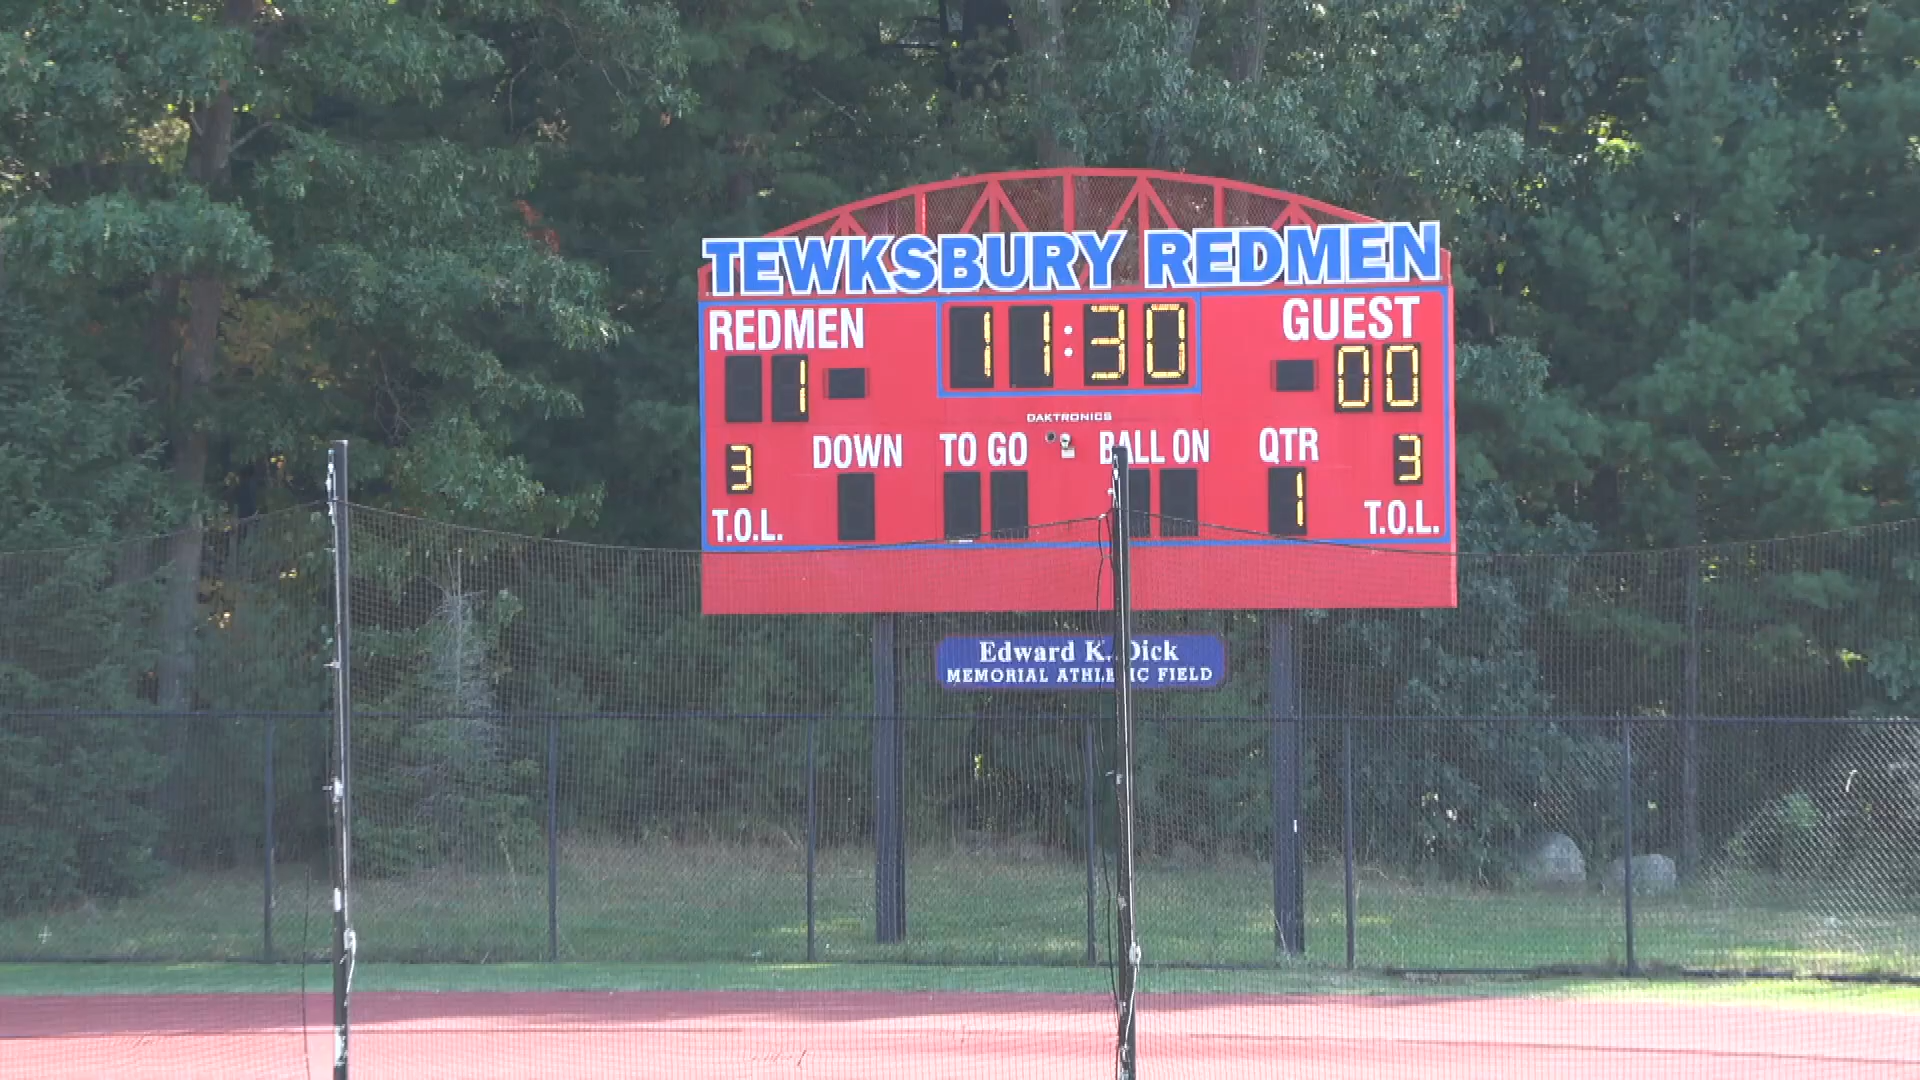 TEWKSBURY REDMEN
REDMEN 11:30 GUEST
1 00
DAKTRONICS
3 DOWN TO GO BALL ON QTR 3
T.O.L. 1 T.O.L.
Edward K. Dick
MEMORIAL ATHLETIC FIELD